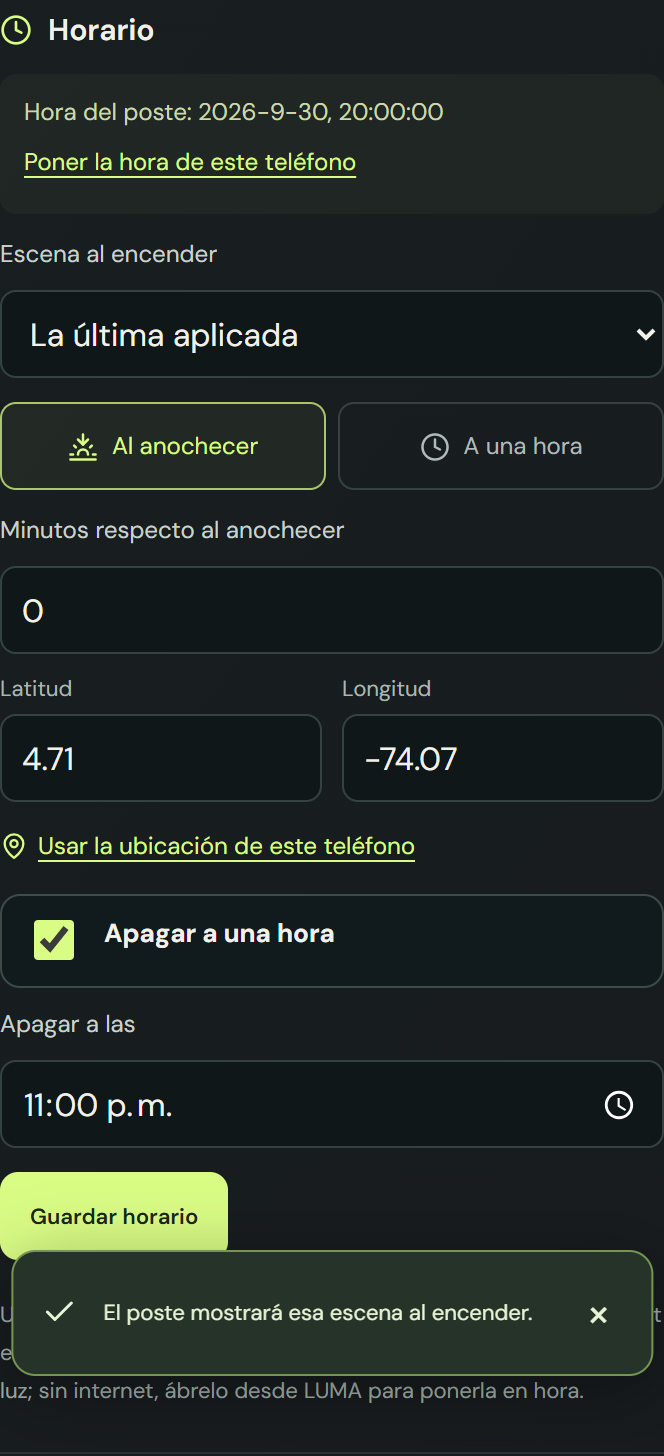 Horario
Hora del poste: 2026-9-30, 20:00:00
Poner la hora de este teléfono
Escena al encender
La última aplicada
Al anochecer
A una hora
Minutos respecto al anochecer
0
Latitud
Longitud
4.71
-74.07
Usar la ubicación de este teléfono
Apagar a una hora
Apagar a las
11:00 p. m.
Guardar horario
El poste mostrará esa escena al encender.
luz; sin internet, ábrelo desde LUMA para ponerla en hora.